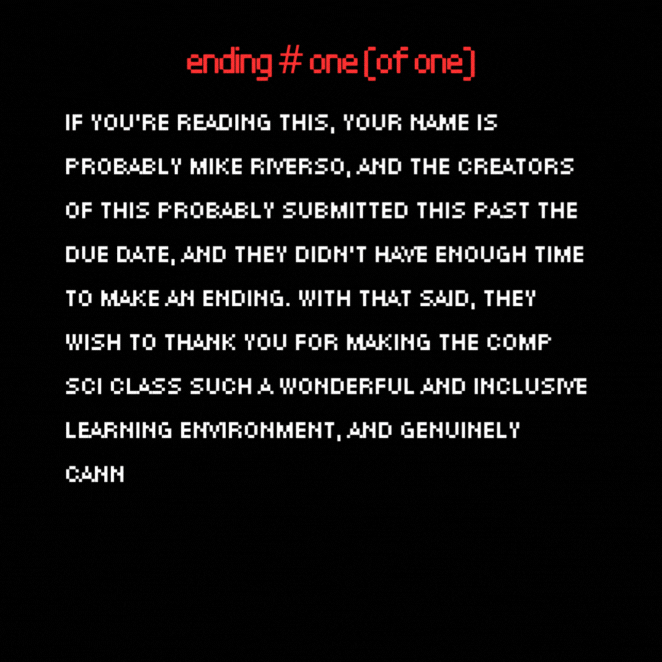 ending # one (of one)
IF YOU'RE READING THIS, YOUR NAME IS
PROBABLY MIKE RIVERSO, AND THE CREATORS
OF THIS PROBABLY SUBMITTED THIS PAST THE
DUE DATE, AND THEY DIDN'T HAVE ENOUGH TIME
TO MAKE AN ENDING. WITH THAT SAID, THEY
WISH TO THANK YOU FOR MAKING THE COMP
SCI CLASS SUCH A WONDERFUL AND INCLUSIVE
LEARNING ENVIRONMENT, AND GENUINELY
CANN